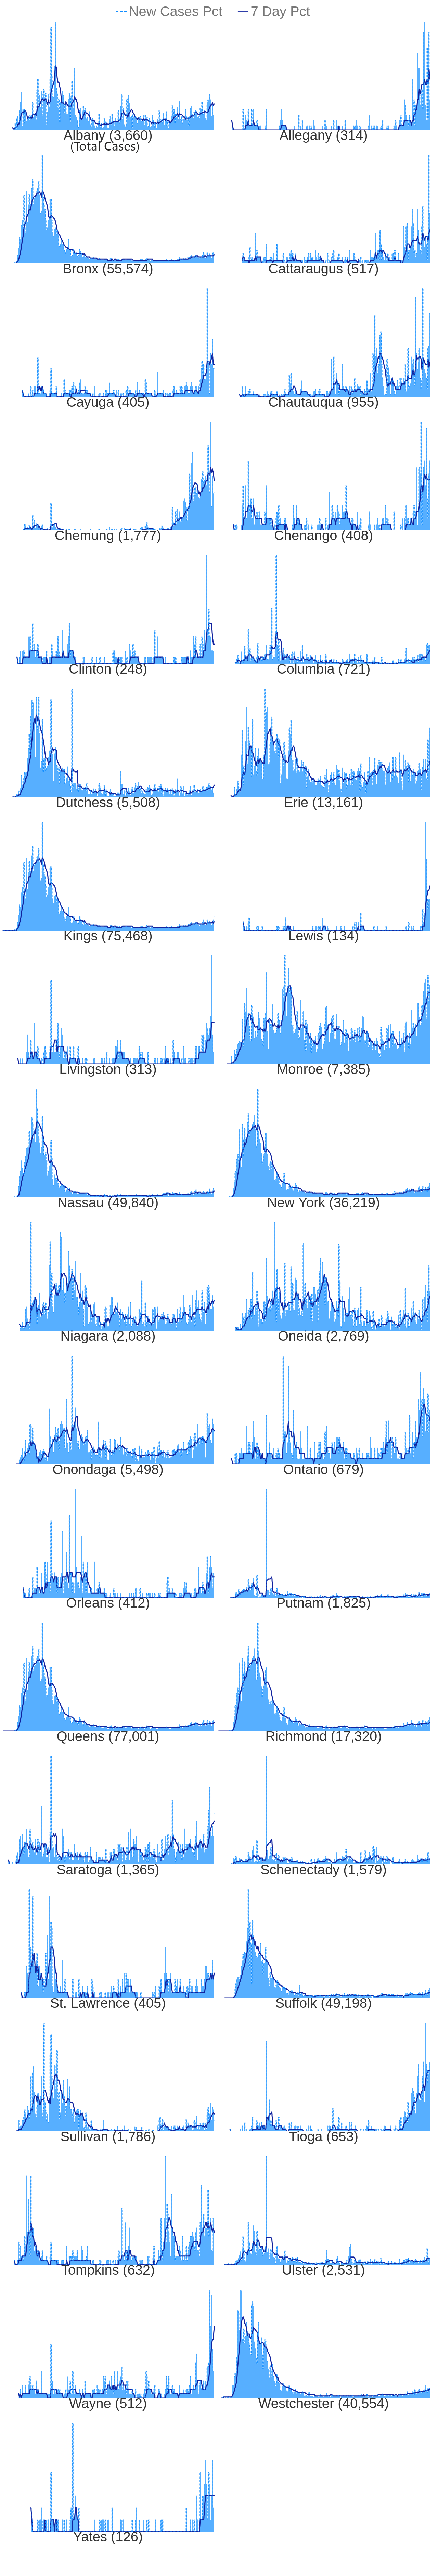 New Cases Pct 7 Day Pct
Albany (3,660) Allegany (314)
(Total Cases)
Bronx (55,574) Cattaraugus (517)
Cayuga (405) Chautauqua (955)
Chemung (1,777) Chenango (408)
Clinton (248) Columbia (721)
Dutchess (5,508) Erie (13,161)
Kings (75,468) Lewis (134)
Livingston (313) Monroe (7,385)
Nassau (49,840) New York (36,219)
Niagara (2,088) Oneida (2,769)
Onondaga (5,498) Ontario (679)
Orleans (412) Putnam (1,825)
Queens (77,001) Richmond (17,320)
Saratoga (1,365) Schenectady (1,579)
St. Lawrence (405) Suffolk (49,198)
Sullivan (1,786) Tioga (653)
Tompkins (632) Ulster (2,531)
Wayne (512) Westchester (40,554)
Yates (126)